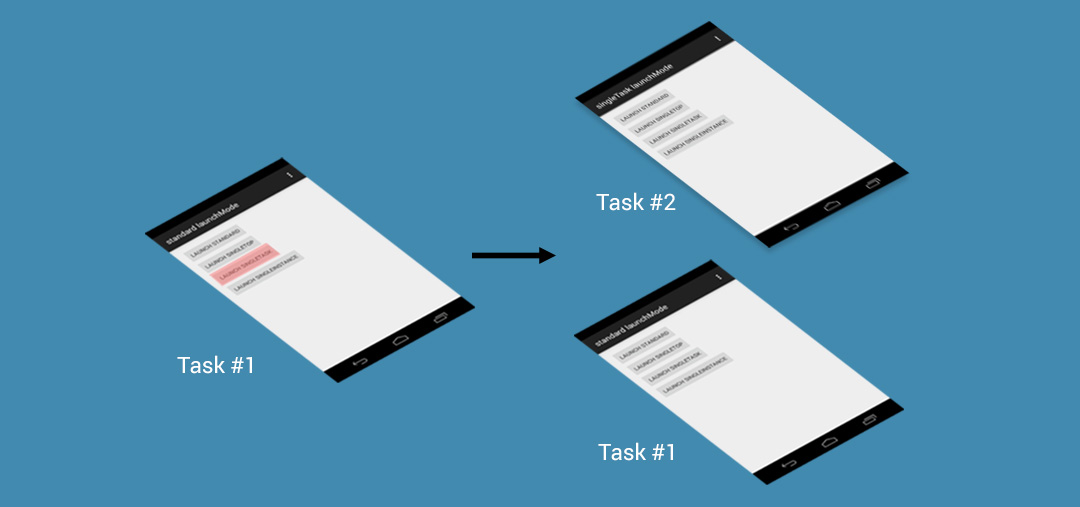 standard launchMode
LAUNCH STANDARD
LAUNCH SINGLETOP
LAUNCH SINGLETASK
LAUNCH SINGLEINSTANCE
Task #1
singleTask launchMode
LAUNCH STANDARD
LAUNCH SINGLETOP
LAUNCH SINGLETASK
LAUNCH SINGLEINSTANCE
Task #2
standard launchMode
LAUNCH STANDARD
LAUNCH SINGLETOP
LAUNCH SINGLETASK
LAUNCH SINGLEINSTANCE
Task #1